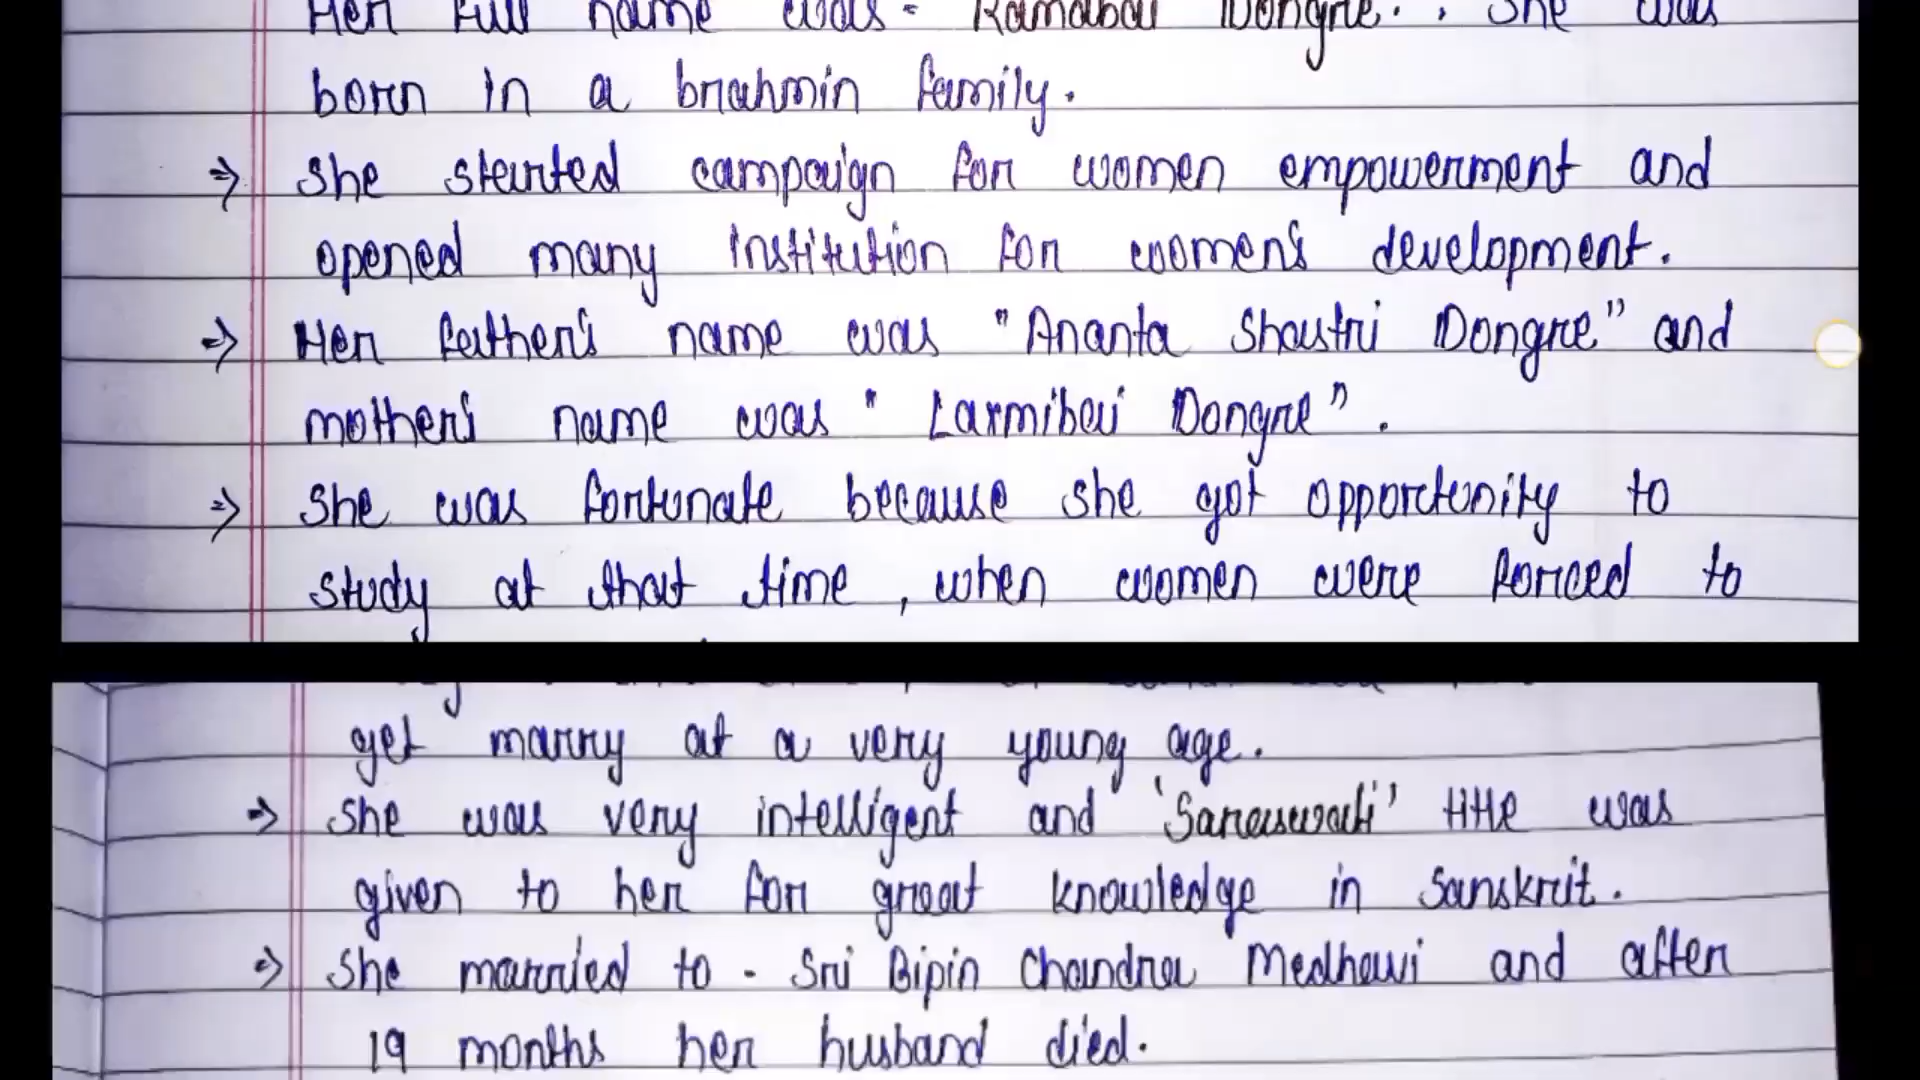 Her Full name was - Ramabai Dongre. . She was
born in a brahmin family.
⇒ She started campaign for women empowerment and
opened many institution for women's development.
⇒ Her father's name was "Ananta Shastri Dongre" and
mother's name was " Laxmibai Dongre" .
⇒ She was fortunate because she got opportunity to
study at that time , when women were forced to
get marry at a very young age.
⇒ She was very intelligent and 'Saraswati' title was
given to her for great knowledge in Sanskrit.
⇒ She married to - Sri Bipin Chandra Medhavi and after
19 months her husband died.